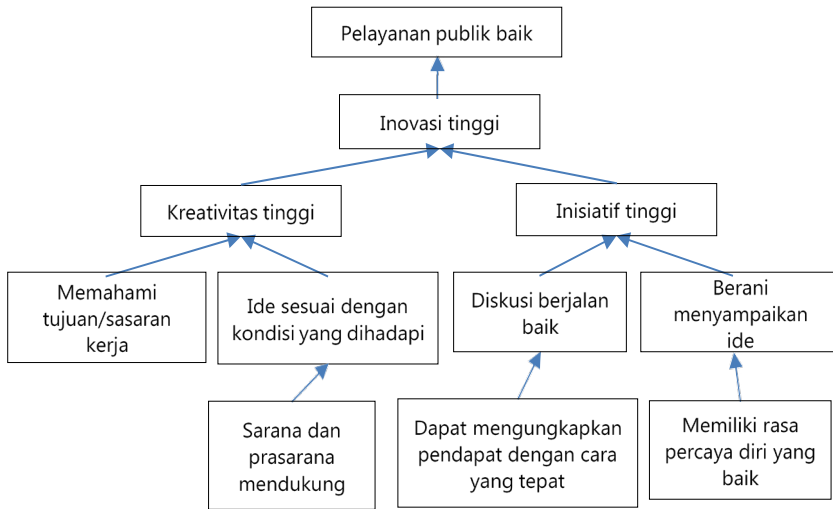 Pelayanan publik baik
Inovasi tinggi
Kreativitas tinggi
Inisiatif tinggi
Memahami
tujuan/sasaran
kerja
Ide sesuai dengan
kondisi yang dihadapi
Diskusi berjalan
baik
Berani
menyampaikan
ide
Sarana dan
prasarana
mendukung
Dapat mengungkapkan
pendapat dengan cara
yang tepat
Memiliki rasa
percaya diri yang
baik